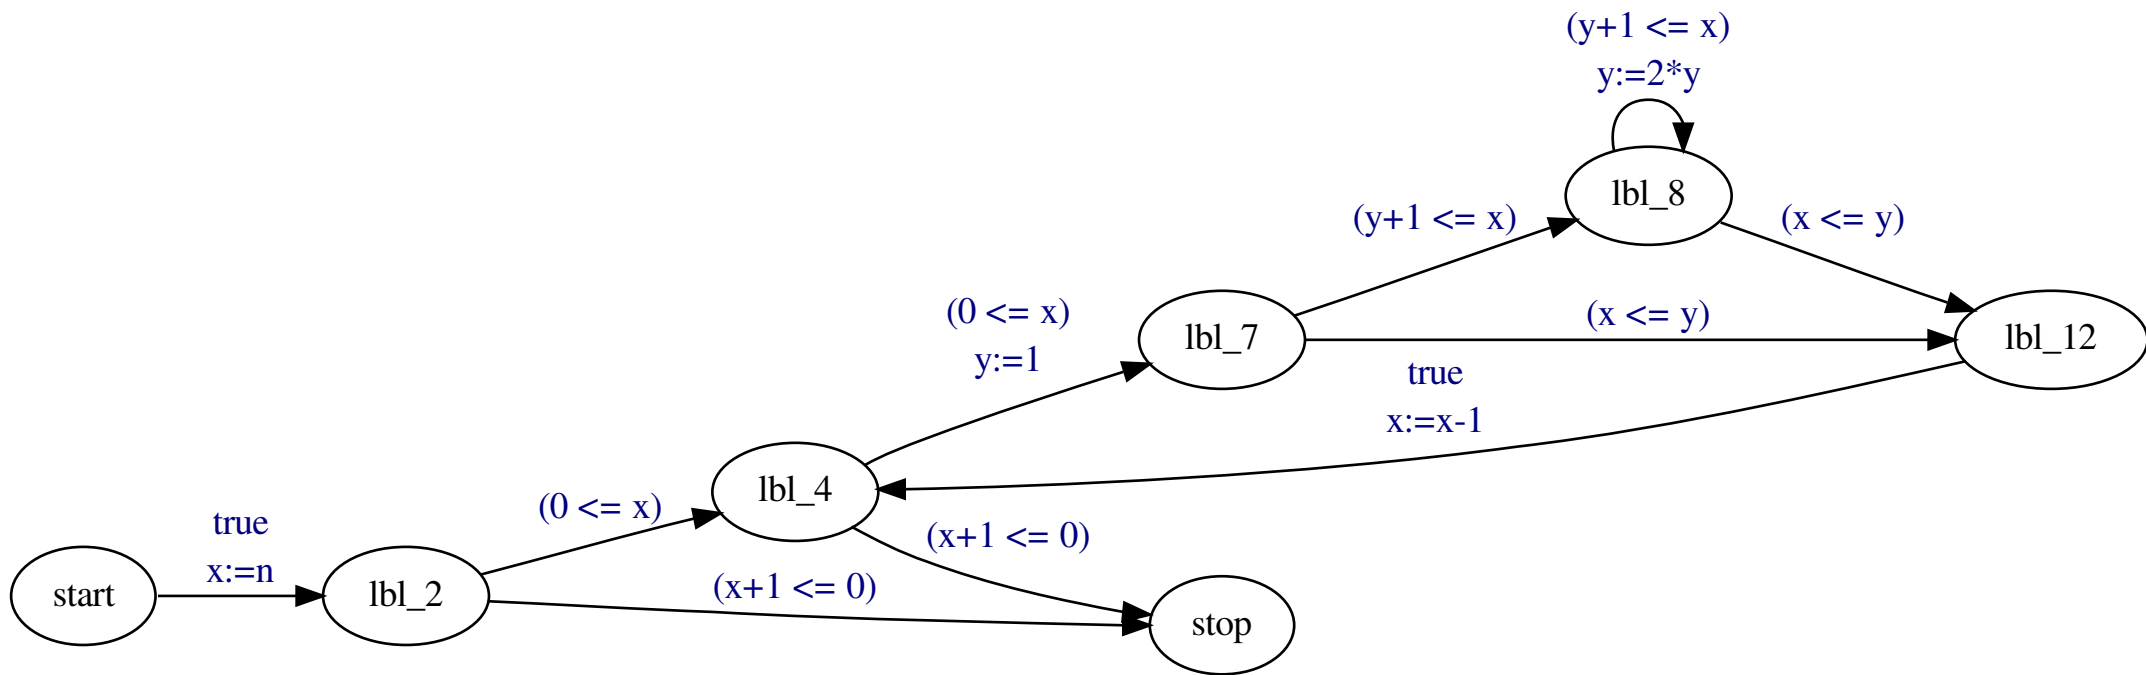 (y+1 <= x)
y:=2*y
lbl_8
(y+1 <= x)
(x <= y)
(0 <= x)
y:=1
lbl_7
(x <= y)
lbl_12
true
x:=x-1
lbl_4
(0 <= x)
(x+1 <= 0)
true
x:=n
start
lbl_2
(x+1 <= 0)
stop